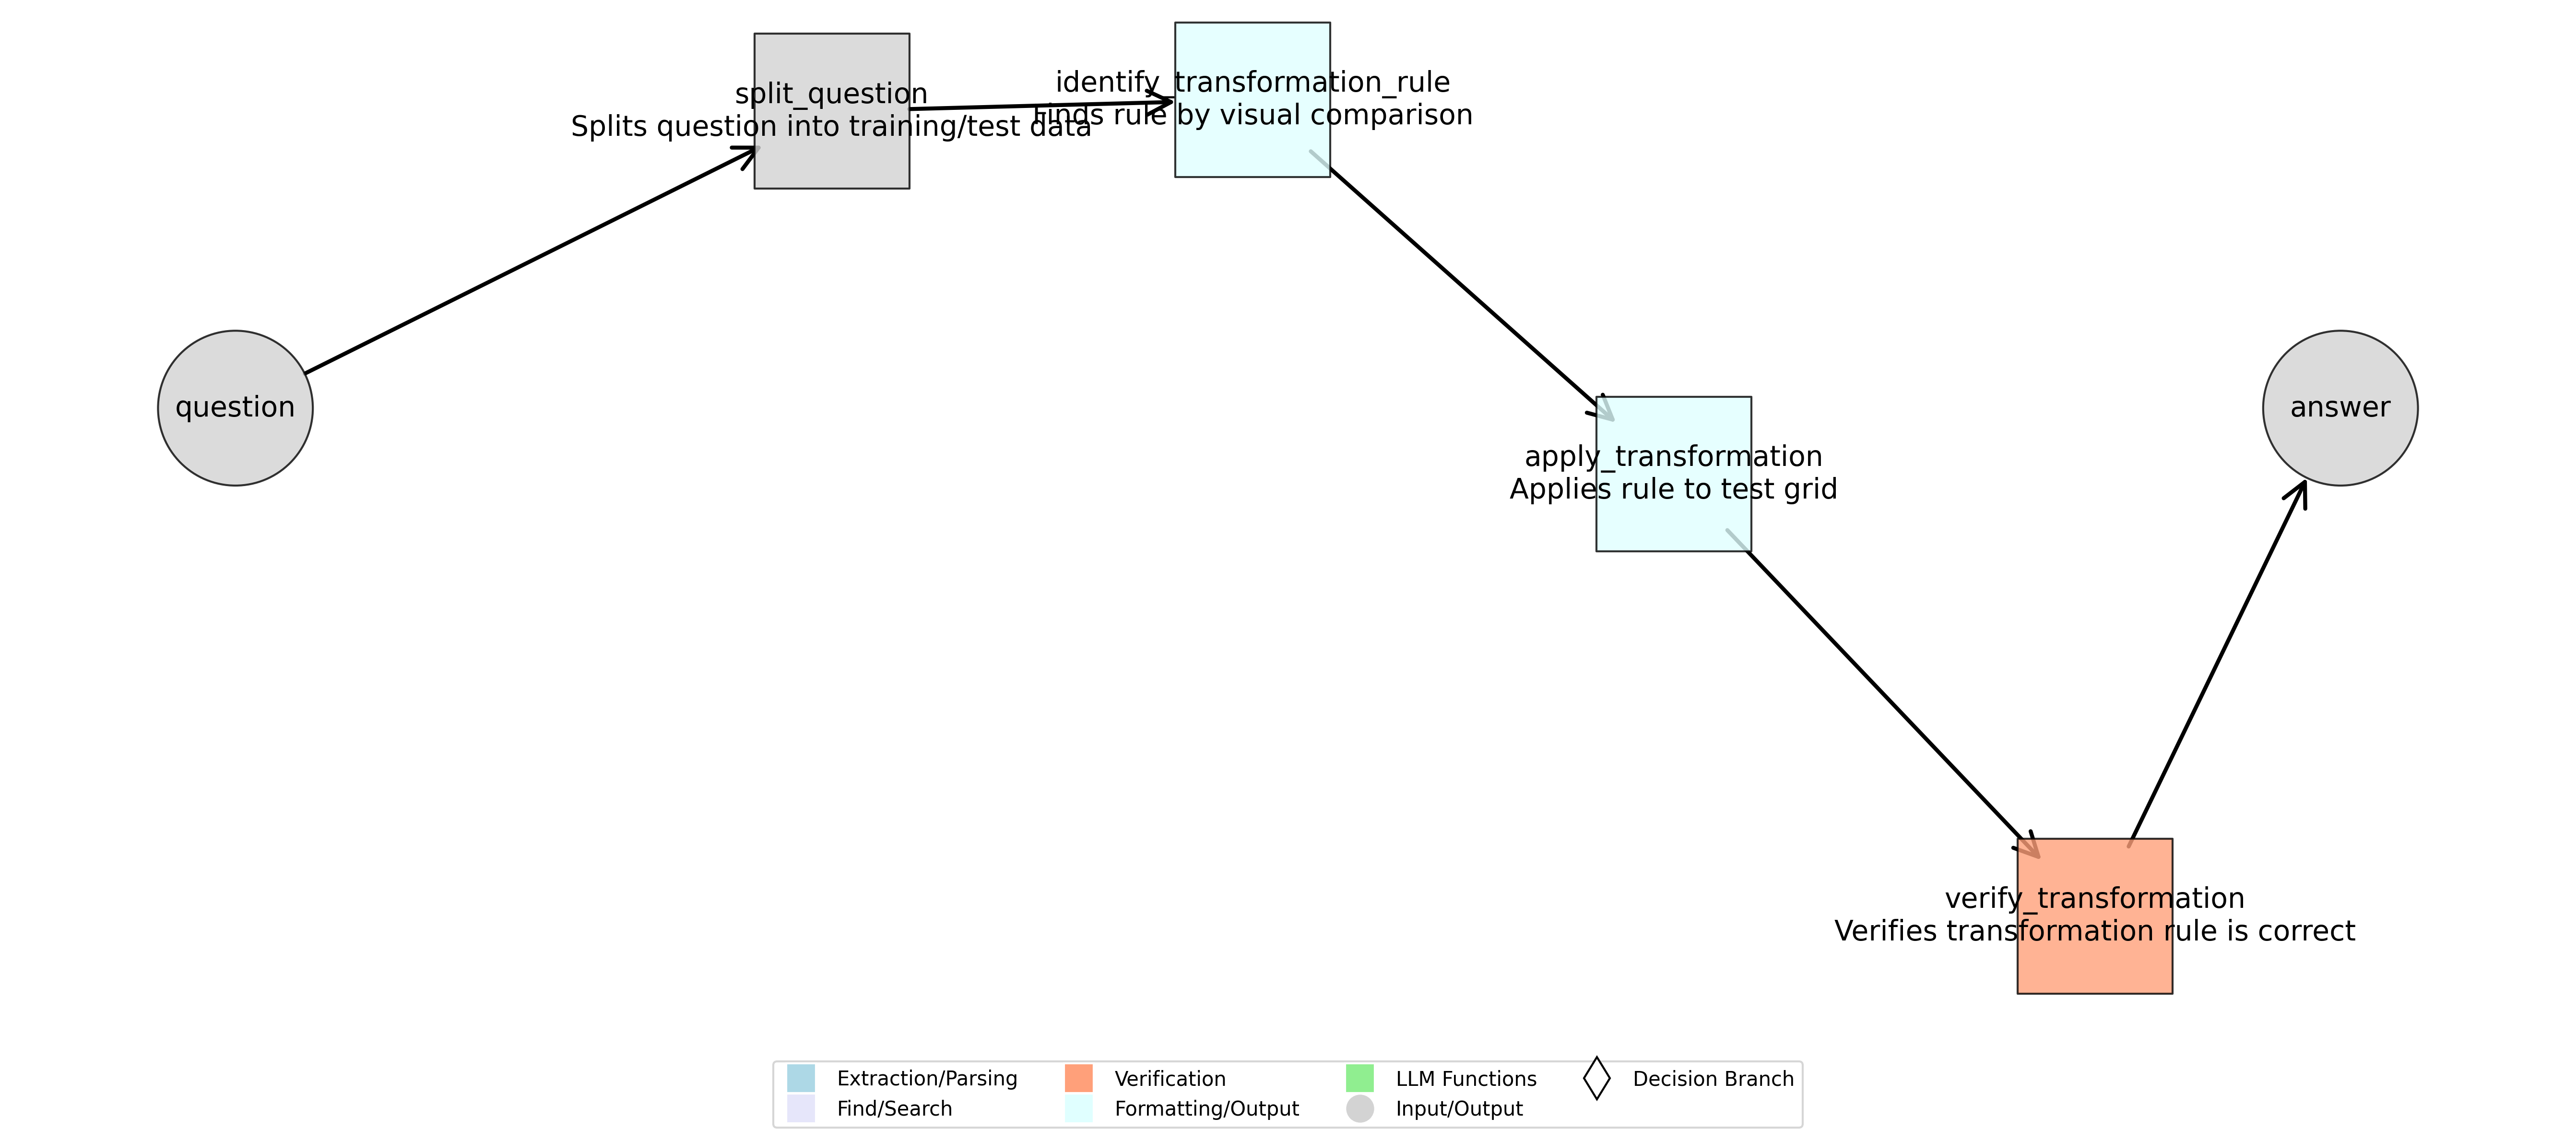 split_question
Splits question into training/test data
identify_transformation_rule
Finds rule by visual comparison
question
answer
apply_transformation
Applies rule to test grid
verify_transformation
Verifies transformation rule is correct
Extraction/Parsing
Find/Search
Verification
Formatting/Output
LLM Functions
Input/Output
Decision Branch